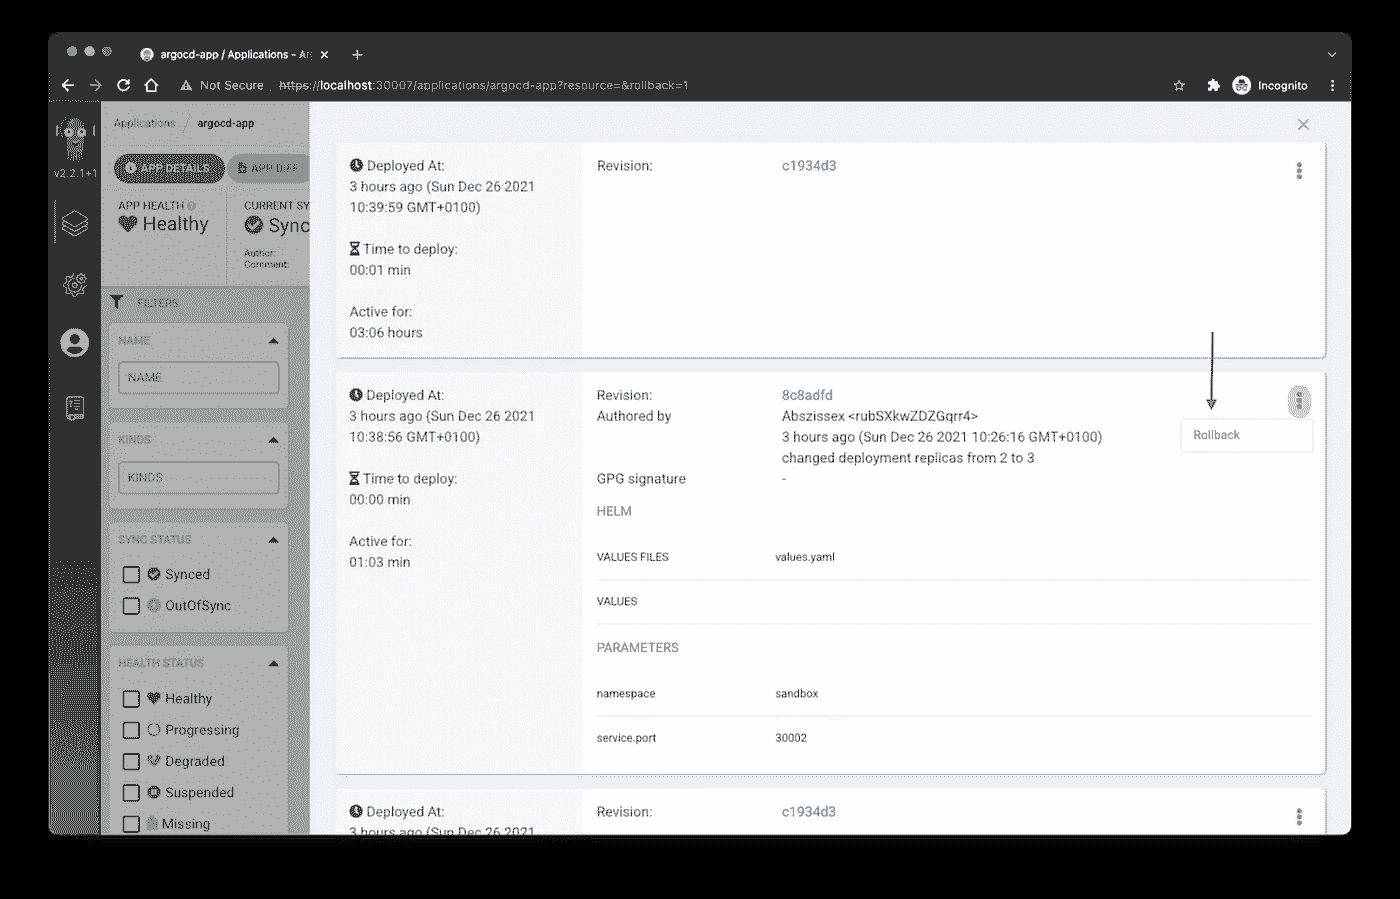 argocd-app / Applications - Ar
Not Secure https://localhost:30007/applications/argocd-app?resource=&rollback=1
Incognito
v2.2.1+1
Applications / argocd-app
APP DETAILS
APP DIFF
APP HEALTH
Healthy
CURRENT SY
Sync
Author:
Comment:
FILTERS
NAME
NAME
KINDS
KINDS
SYNC STATUS
Synced
OutOfSync
HEALTH STATUS
Healthy
Progressing
Degraded
Suspended
Missing
Deployed At:
3 hours ago (Sun Dec 26 2021
10:39:59 GMT+0100)
Time to deploy:
00:01 min
Active for:
03:06 hours
Revision: c1934d3
Deployed At:
3 hours ago (Sun Dec 26 2021
10:38:56 GMT+0100)
Time to deploy:
00:00 min
Active for:
01:03 min
Revision: 8c8adfd
Authored by Abszissex <rubSXkwZDZGqrr4>
3 hours ago (Sun Dec 26 2021 10:26:16 GMT+0100)
changed deployment replicas from 2 to 3
GPG signature -
Rollback
HELM
VALUES FILES values.yaml
VALUES
PARAMETERS
namespace sandbox
service.port 30002
Deployed At:
3 hours ago (Sun Dec 26 2021
Revision: c1934d3